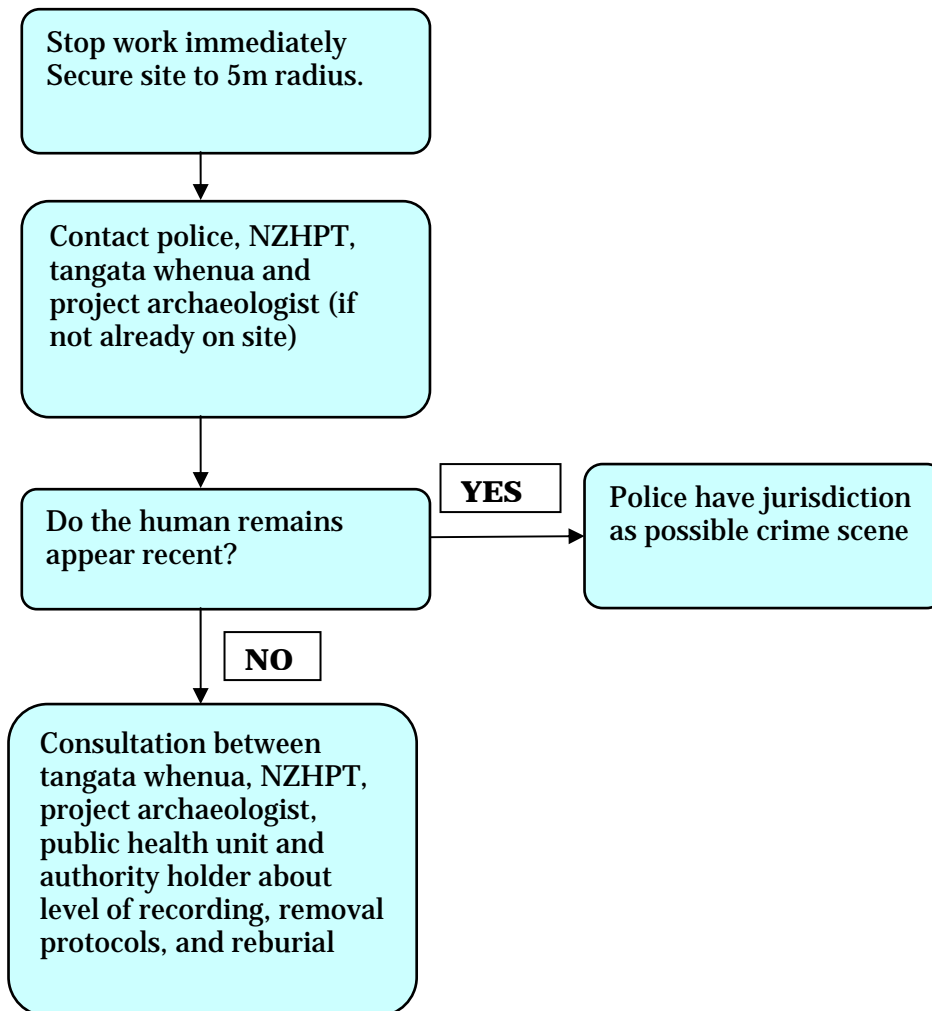 Stop work immediately
Secure site to 5m radius.
Contact police, NZHPT,
tangata whenua and
project archaeologist (if
not already on site)
Do the human remains
appear recent?
YES
Police have jurisdiction
as possible crime scene
NO
Consultation between
tangata whenua, NZHPT,
project archaeologist,
public health unit and
authority holder about
level of recording, removal
protocols, and reburial